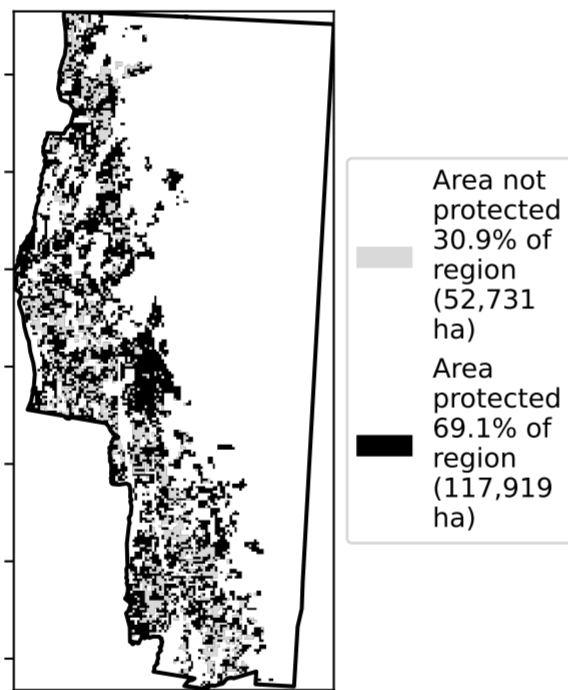 Area not
protected
30.9% of
region
(52,731
ha)
Area
protected
69.1% of
region
(117,919
ha)